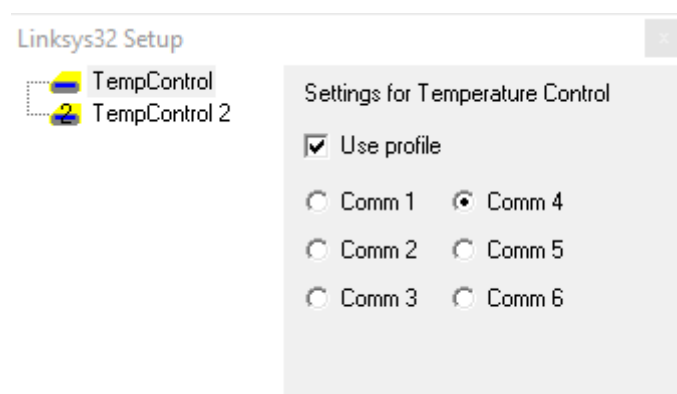 Linksys32 Setup
TempControl
2 TempControl 2
Settings for Temperature Control
Use profile
Comm 1 Comm 4
Comm 2 Comm 5
Comm 3 Comm 6